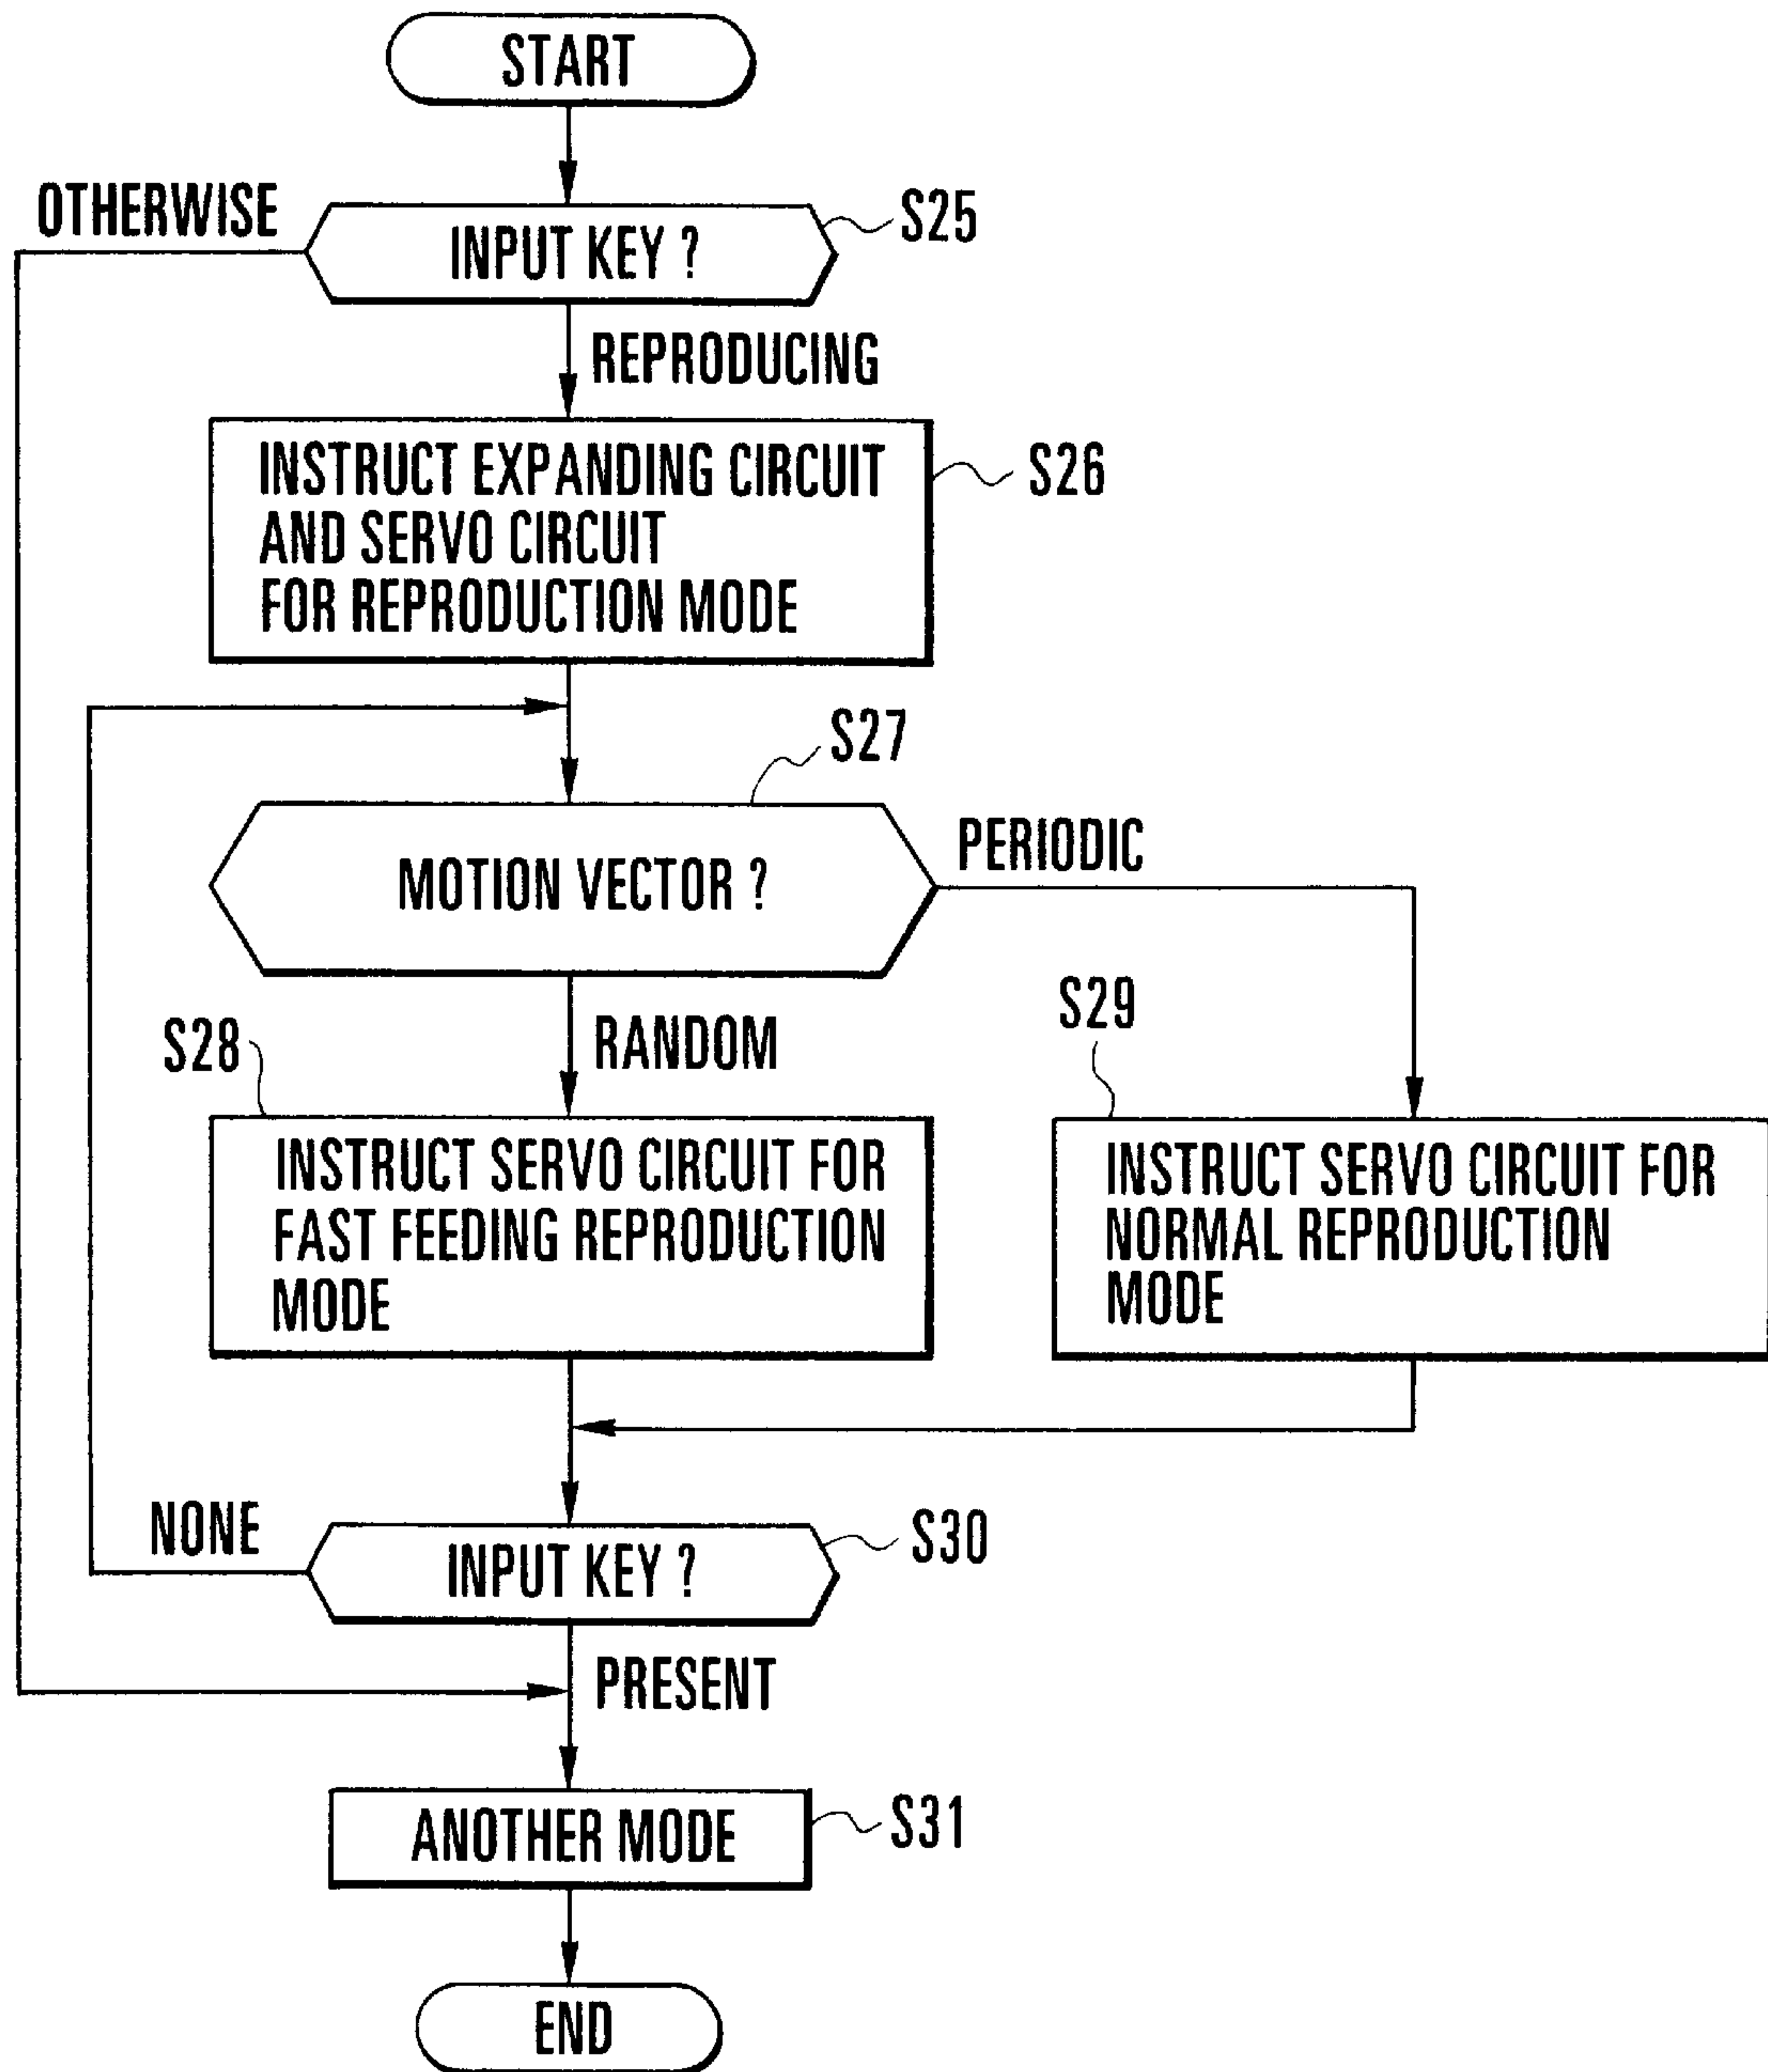 START
OTHERWISE
INPUT KEY ?
S25
REPRODUCING
INSTRUCT EXPANDING CIRCUIT
AND SERVO CIRCUIT
FOR REPRODUCTION MODE
S26
S27
MOTION VECTOR ?
PERIODIC
RANDOM
S28
S29
INSTRUCT SERVO CIRCUIT FOR
FAST FEEDING REPRODUCTION
MODE
INSTRUCT SERVO CIRCUIT FOR
NORMAL REPRODUCTION
MODE
NONE
INPUT KEY ?
S30
PRESENT
ANOTHER MODE
S31
END